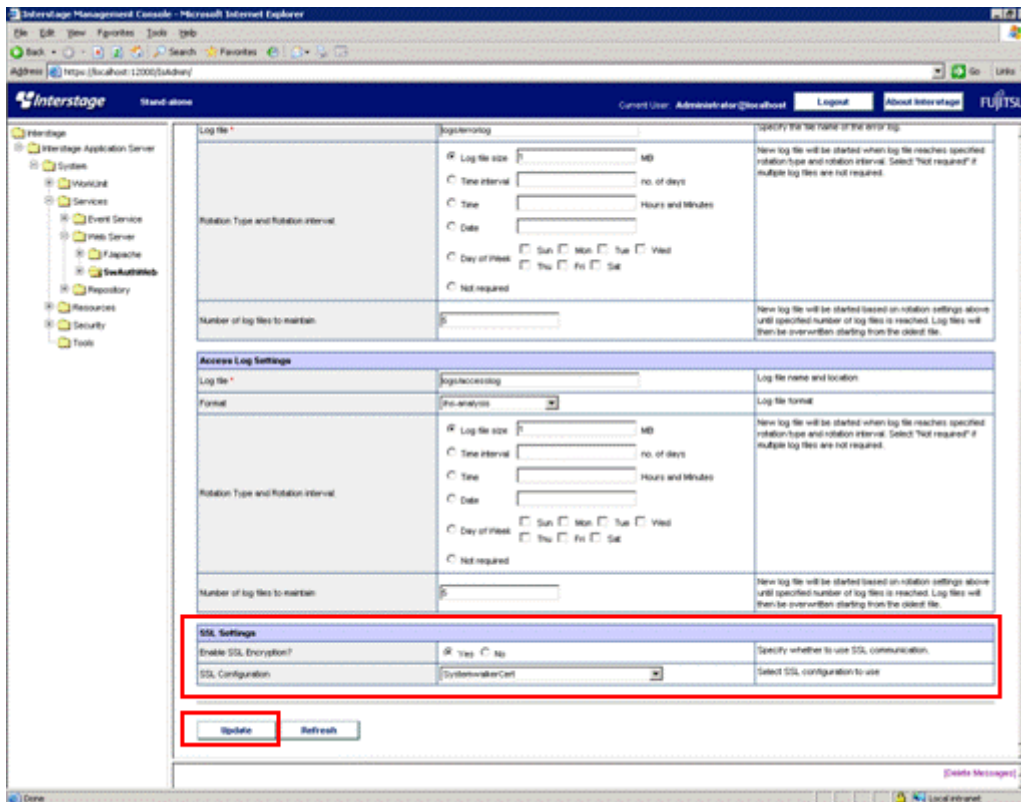 Interstage Management Console - Microsoft Internet Explorer
File Edit View Favorites Tools Help
Back Search Favorites
Address https://localhost:12000/IsAdmin/ Go Links
Interstage Stand-alone Current User: Administrator@localhost Logout About Interstage FUJITSU
Interstage
Interstage Application Server
System
WorkUnit
Services
Event Service
Web Server
FJapache
SwAuthWeb
Repository
Resources
Security
Tools
Log file * logs/errorlog Specify the file name of the error log.
Rotation Type and Rotation interval
Log file size 1 MB
Time interval no. of days
Time Hours and Minutes
Date
Day of Week Sun Mon Tue Wed
Thu Fri Sat
Not required
New log file will be started when log file reaches specified
rotation type and rotation interval. Select "Not required" if
multiple log files are not required.
Number of log files to maintain 5
New log file will be started based on rotation settings above
until specified number of log files is reached. Log files will
then be overwritten starting from the oldest file.
Access Log Settings
Log file * logs/accesslog Log file name and location
Format ihs-analysis Log file format
Rotation Type and Rotation interval
Log file size 1 MB
Time interval no. of days
Time Hours and Minutes
Date
Day of Week Sun Mon Tue Wed
Thu Fri Sat
Not required
New log file will be started when log file reaches specified
rotation type and rotation interval. Select "Not required" if
multiple log files are not required.
Number of log files to maintain 5
New log file will be started based on rotation settings above
until specified number of log files is reached. Log files will
then be overwritten starting from the oldest file.
SSL Settings
Enable SSL Encryption? Yes No Specify whether to use SSL communication.
SSL Configuration SystemwalkerCert Select SSL configuration to use
Update Refresh
[Delete Messages]
Done Local intranet